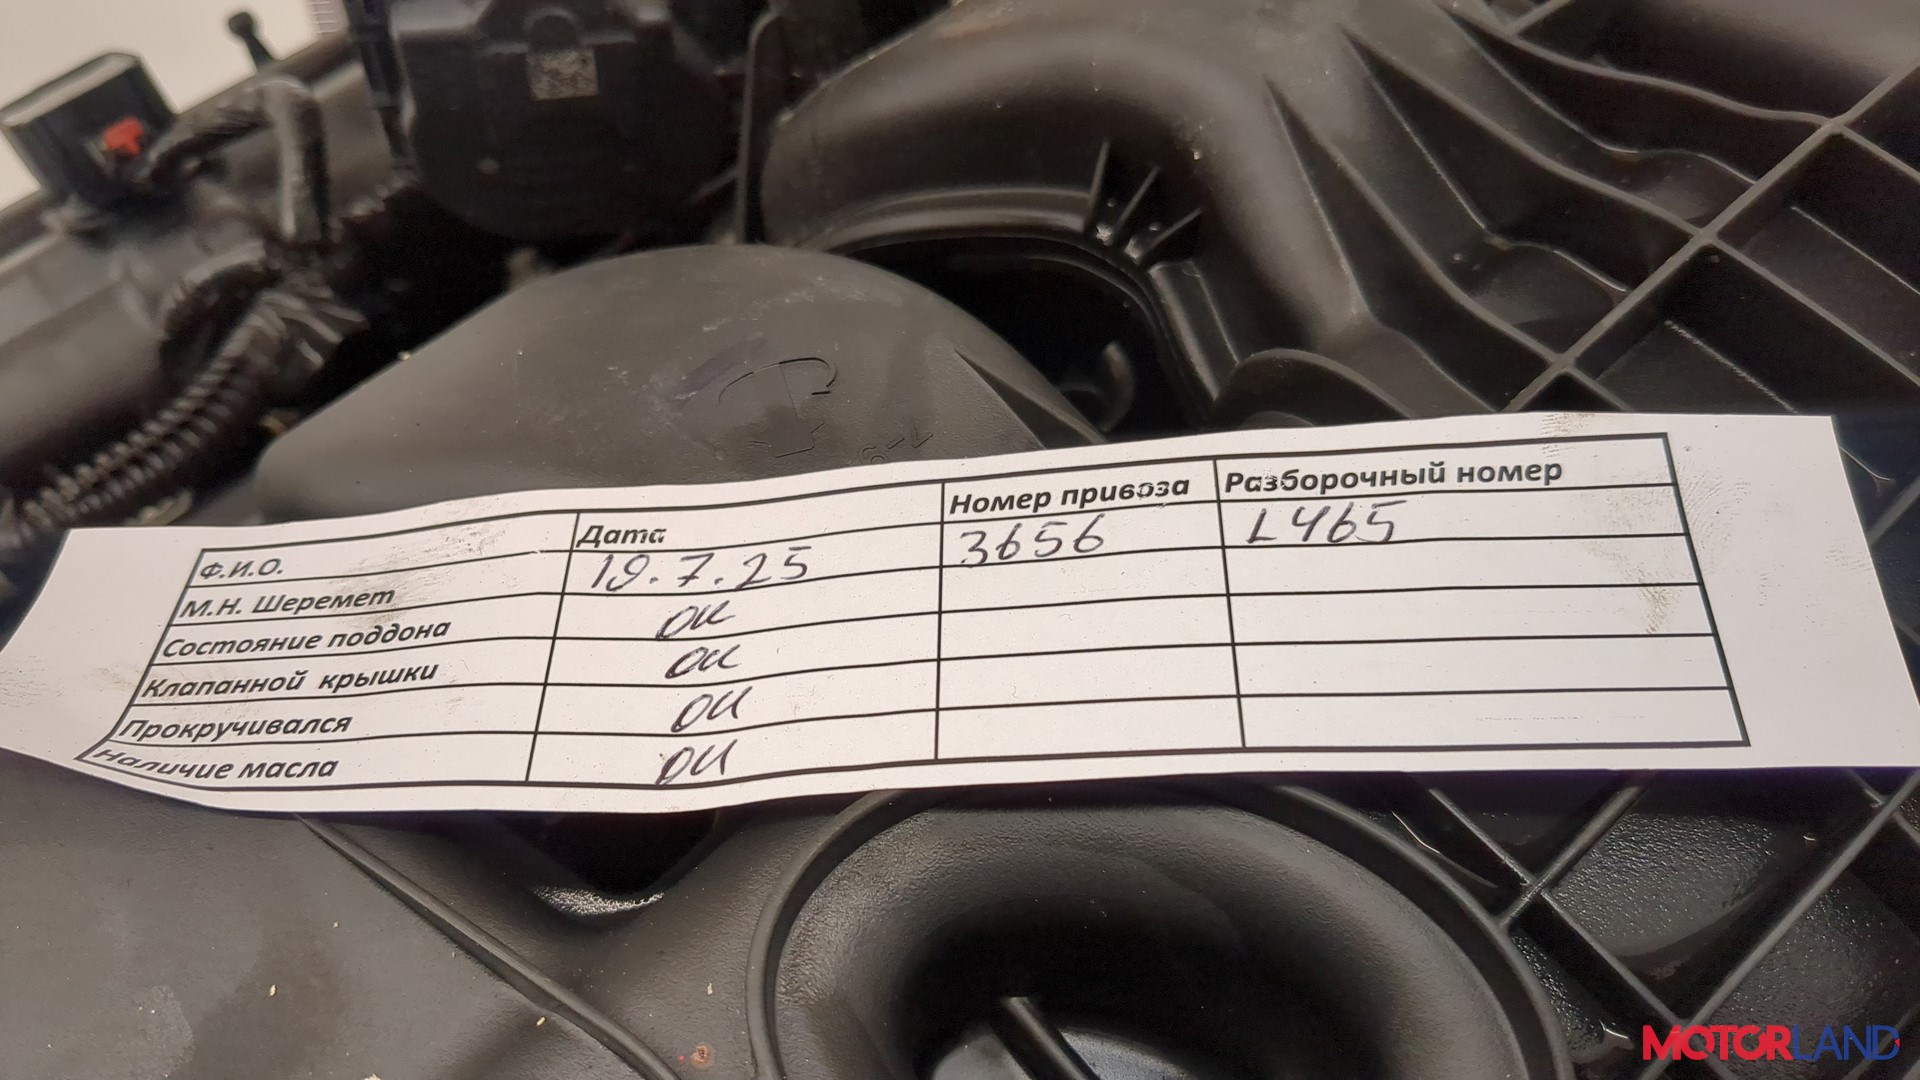 Ф.И.О. Дата Номер привоза Разборочный номер
М.Н. Шеремет 19.7.25 3656 L465
Состояние поддона ок
Клапанной крышки ок
Прокручивался ок
Наличие масла ок
MOTORLAND